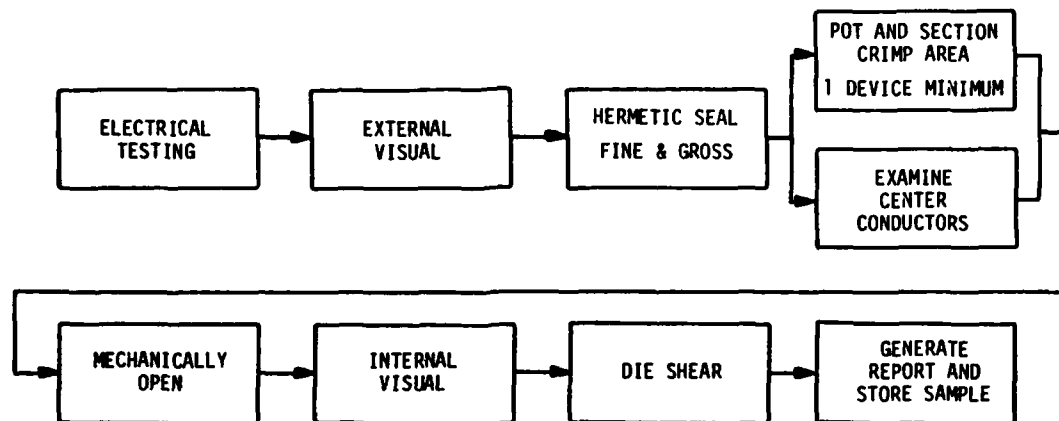 ELECTRICAL
TESTING
EXTERNAL
VISUAL
HERMETIC SEAL
FINE & GROSS
POT AND SECTION
CRIMP AREA
1 DEVICE MINIMUM
EXAMINE
CENTER
CONDUCTORS
MECHANICALLY
OPEN
INTERNAL
VISUAL
DIE SHEAR
GENERATE
REPORT AND
STORE SAMPLE